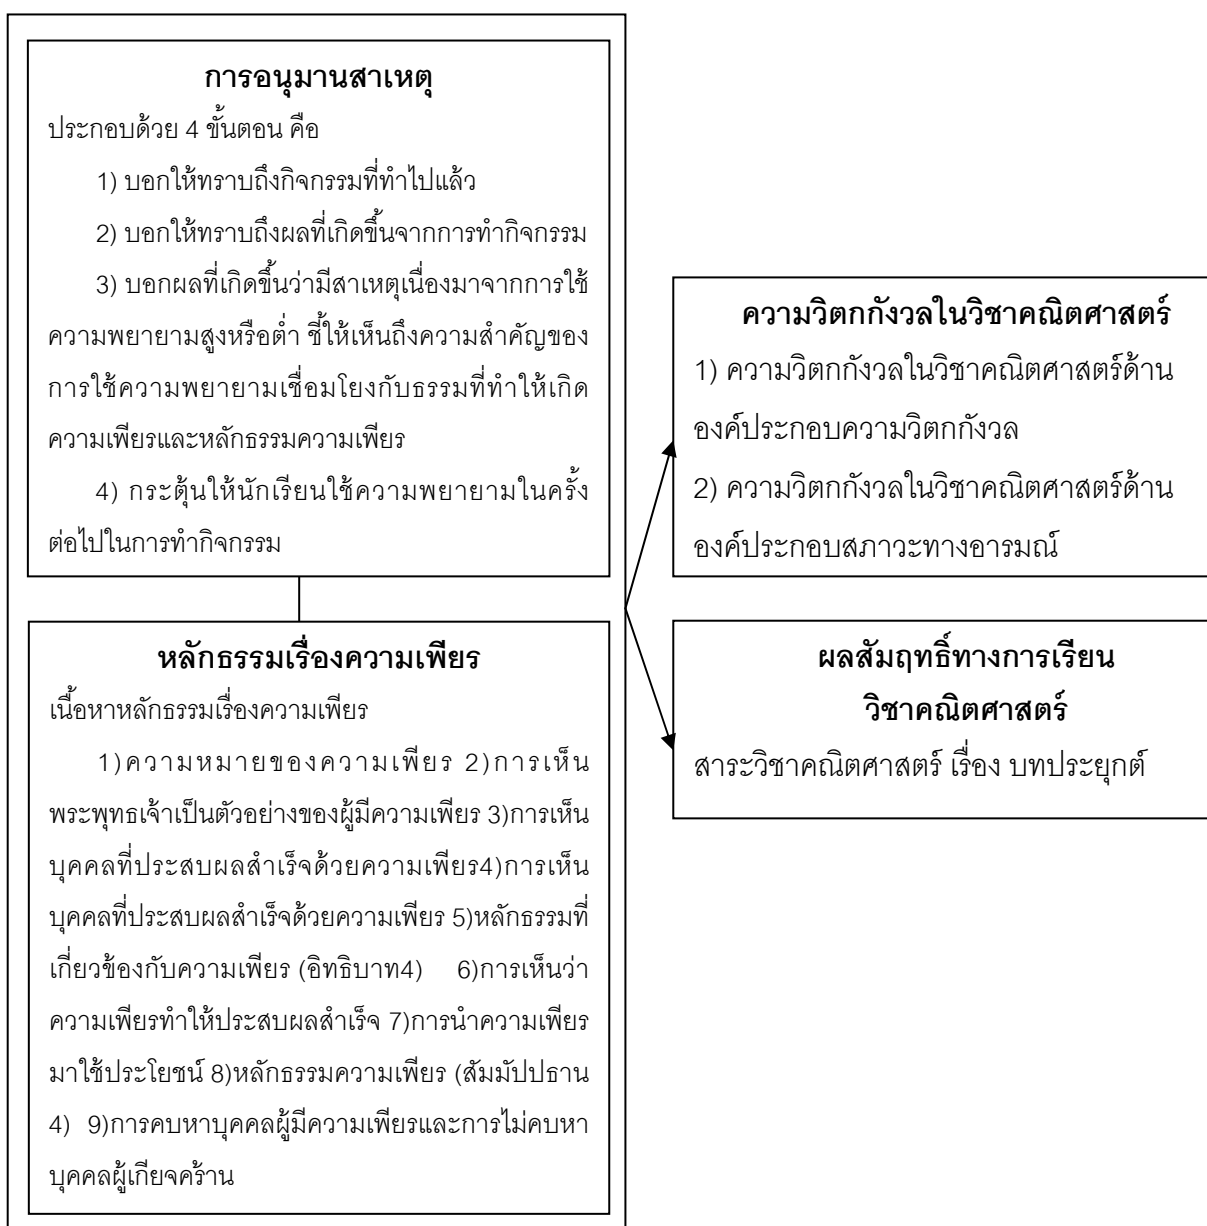 การอนุมานสาเหตุ
ประกอบด้วย 4 ขั้นตอน คือ
1) บอกให้ทราบถึงกิจกรรมที่ทำไปแล้ว
2) บอกให้ทราบถึงผลที่เกิดขึ้นจากการทำกิจกรรม
3) บอกผลที่เกิดขึ้นว่ามีสาเหตุเนื่องมาจากการใช้
ความพยายามสูงหรือต่ำ ชี้ให้เห็นถึงความสำคัญของ
การใช้ความพยายามเชื่อมโยงกับธรรมที่ทำให้เกิด
ความเพียรและหลักธรรมความเพียร
4) กระตุ้นให้นักเรียนใช้ความพยายามในครั้ง
ต่อไปในการทำกิจกรรม
หลักธรรมเรื่องความเพียร
เนื้อหาหลักธรรมเรื่องความเพียร
1)ความหมายของความเพียร 2)การเห็น
พระพุทธเจ้าเป็นตัวอย่างของผู้มีความเพียร 3)การเห็น
บุคคลที่ประสบผลสำเร็จด้วยความเพียร4)การเห็น
บุคคลที่ประสบผลสำเร็จด้วยความเพียร 5)หลักธรรมที่
เกี่ยวข้องกับความเพียร (อิทธิบาท4) 6)การเห็นว่า
ความเพียรทำให้ประสบผลสำเร็จ 7)การนำความเพียร
มาใช้ประโยชน์ 8)หลักธรรมความเพียร (สัมมัปปธาน
4) 9)การคบหาบุคคลผู้มีความเพียรและการไม่คบหา
บุคคลผู้เกียจคร้าน
ความวิตกกังวลในวิชาคณิตศาสตร์
1) ความวิตกกังวลในวิชาคณิตศาสตร์ด้าน
องค์ประกอบความวิตกกังวล
2) ความวิตกกังวลในวิชาคณิตศาสตร์ด้าน
องค์ประกอบสภาวะทางอารมณ์
ผลสัมฤทธิ์ทางการเรียน
วิชาคณิตศาสตร์
สาระวิชาคณิตศาสตร์ เรื่อง บทประยุกต์